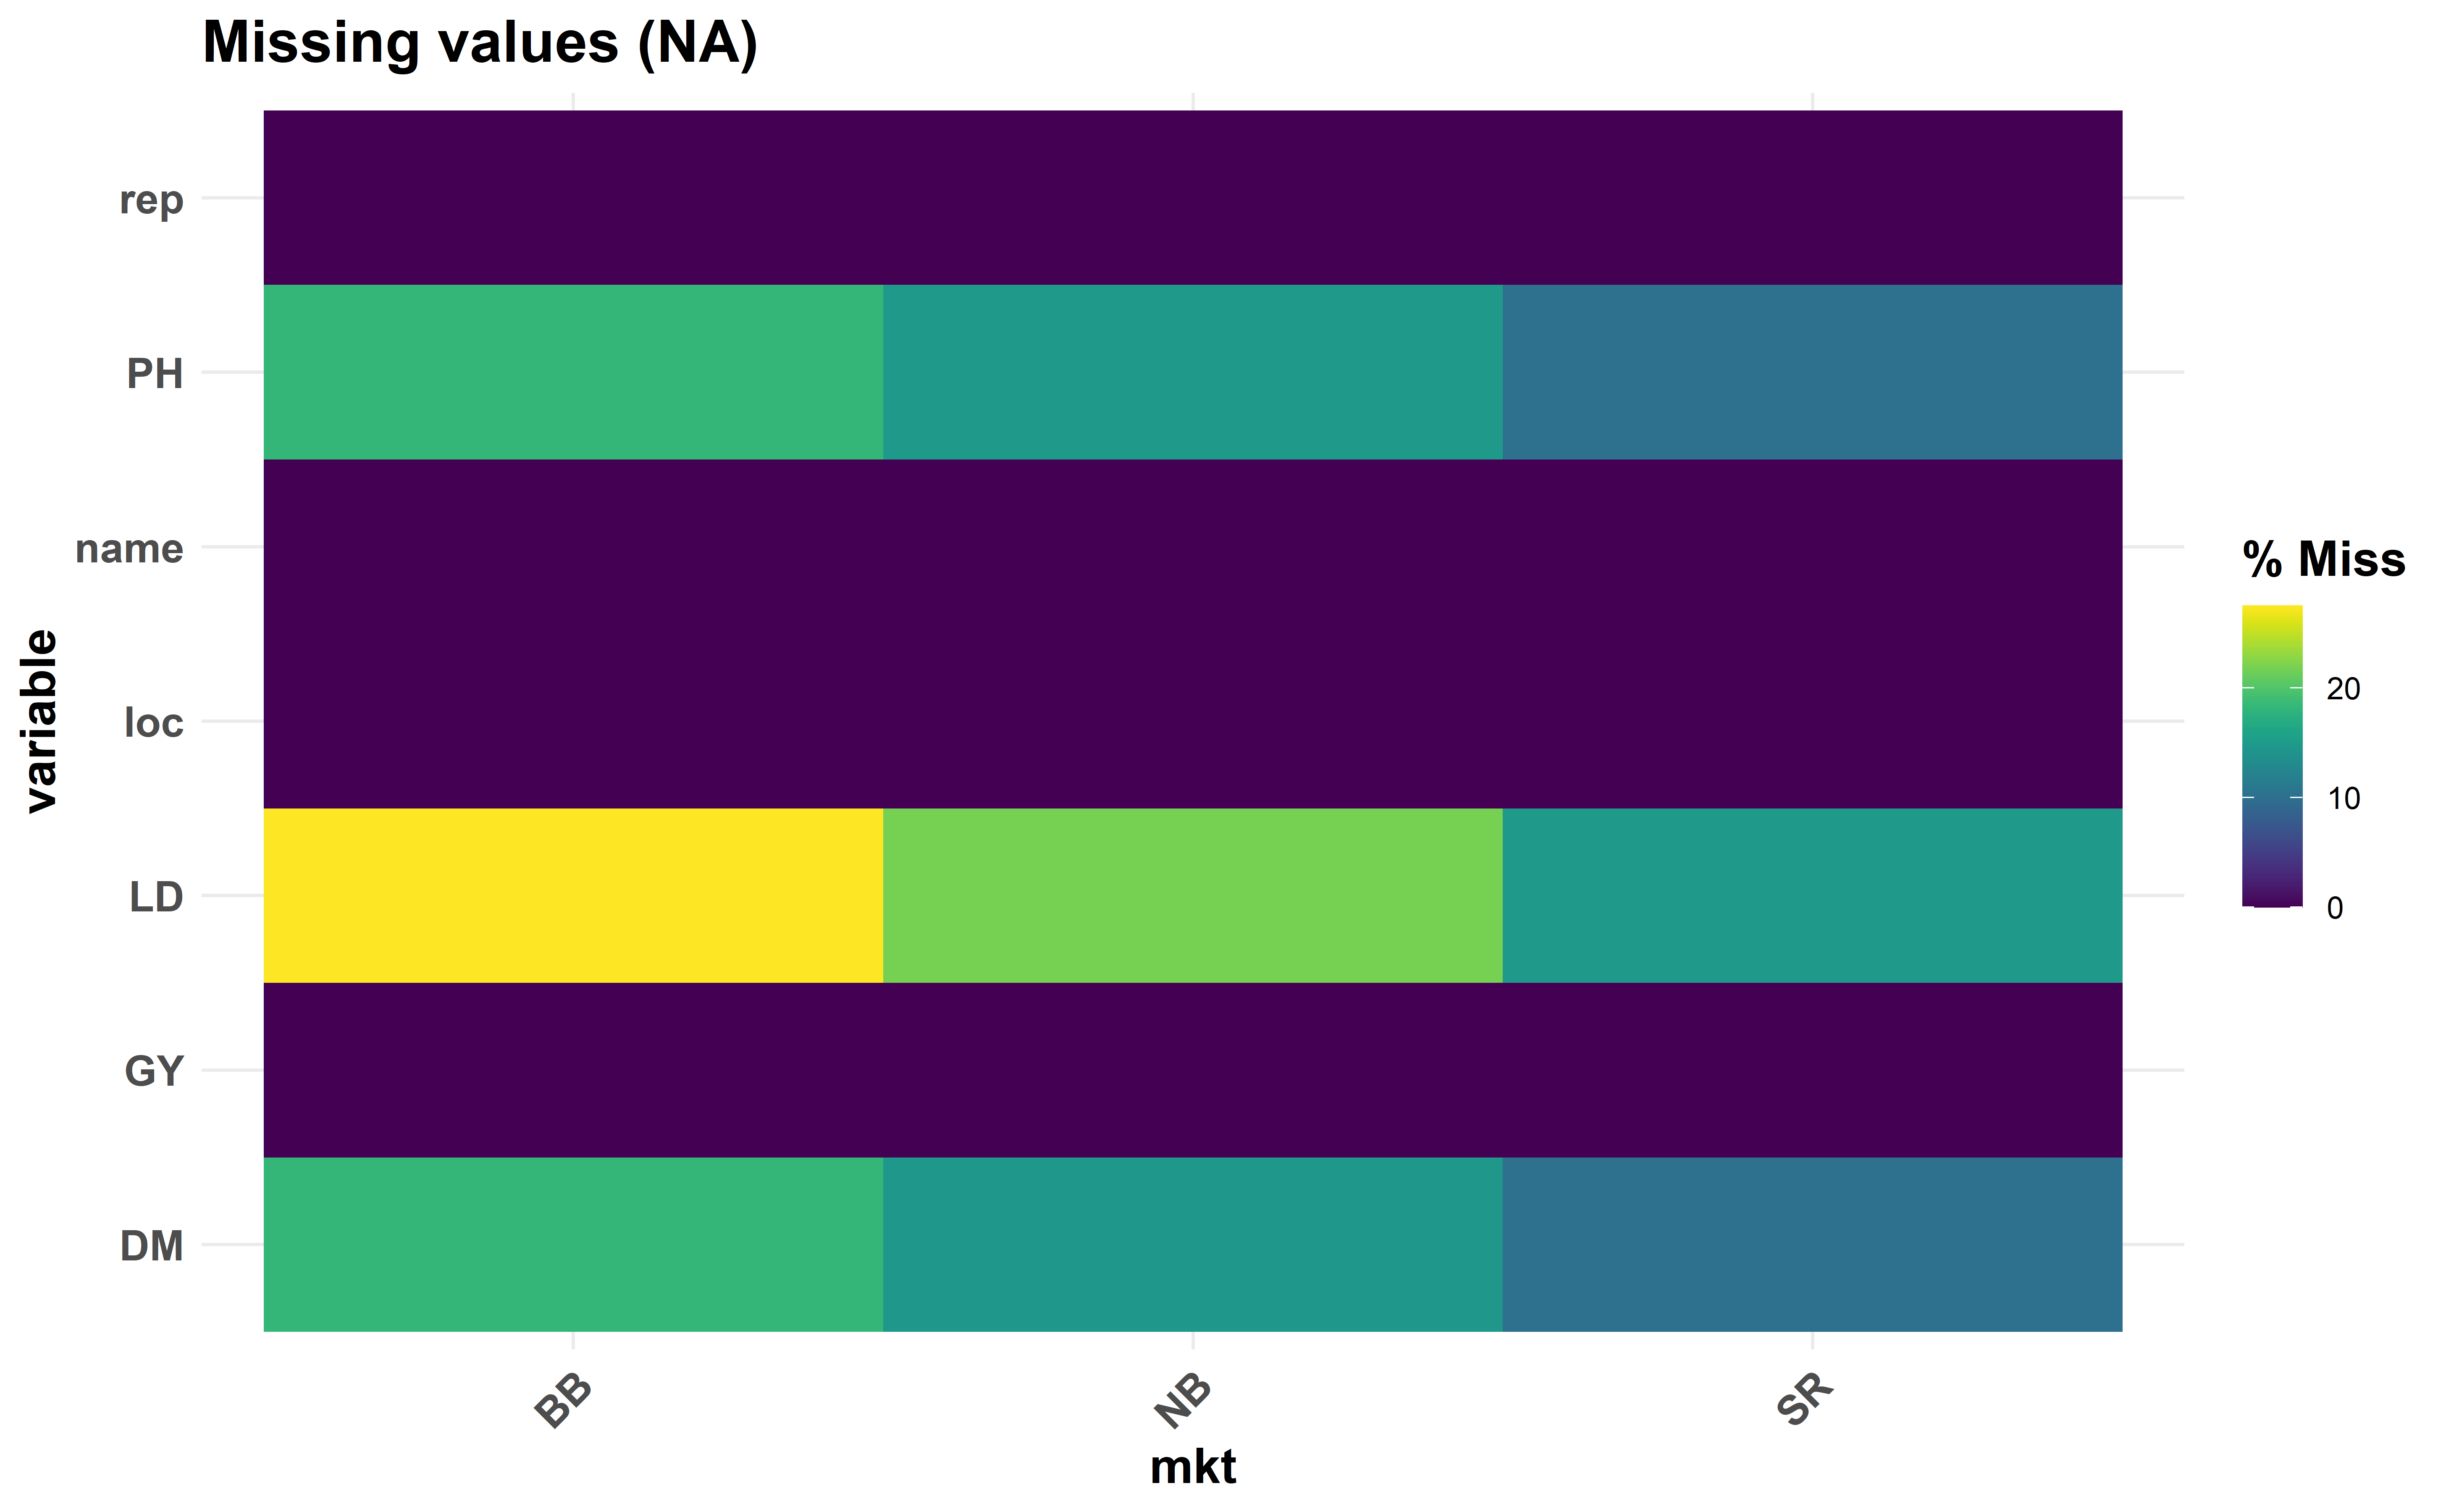 Missing values (NA)
variable
rep
PH
name
loc
LD
GY
DM
BB
NB
SR
mkt
% Miss
20
10
0